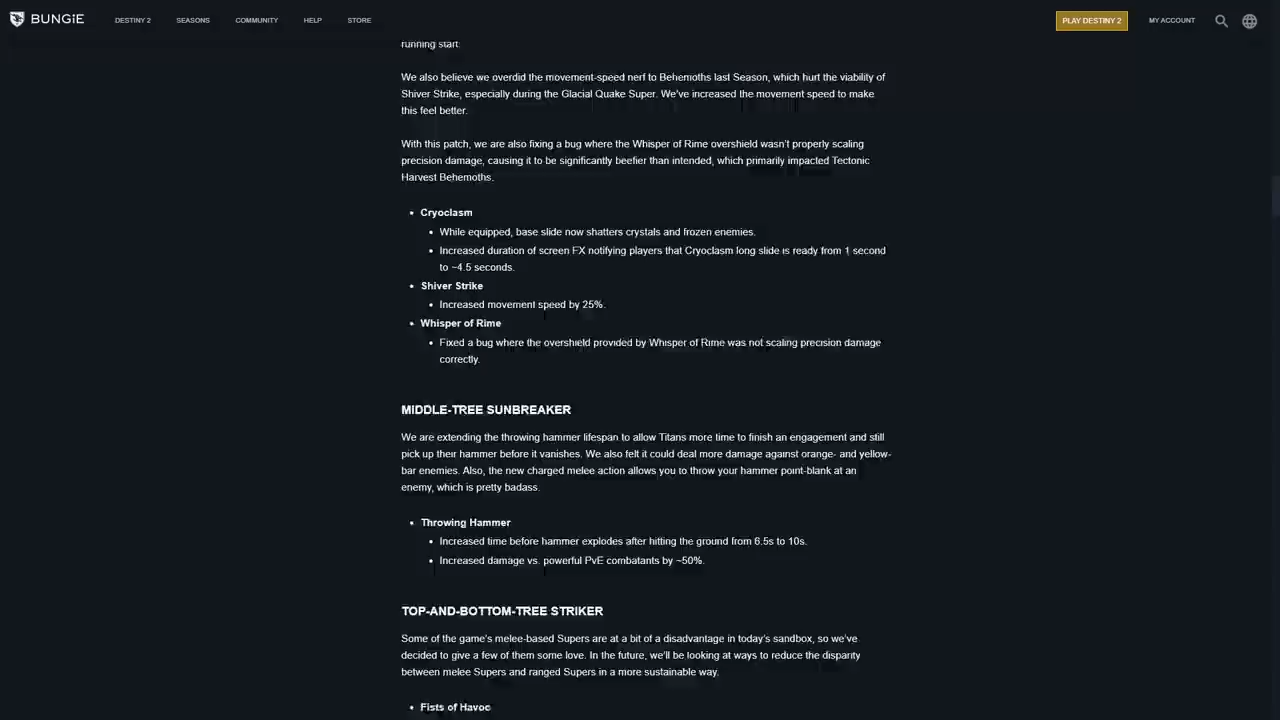 BUNGiE
DESTINY 2
SEASONS
COMMUNITY
HELP
STORE
PLAY DESTINY 2
MY ACCOUNT
running start.
We also believe we overdid the movement-speed nerf to Behemoths last Season, which hurt the viability of
Shiver Strike, especially during the Glacial Quake Super. We've increased the movement speed to make
this feel better.
With this patch, we are also fixing a bug where the Whisper of Rime overshield wasn't properly scaling
precision damage, causing it to be significantly beefier than intended, which primarily impacted Tectonic
Harvest Behemoths.
• Cryoclasm
• While equipped, base slide now shatters crystals and frozen enemies.
• Increased duration of screen FX notifying players that Cryoclasm long slide is ready from 1 second
to ~4.5 seconds.
• Shiver Strike
• Increased movement speed by 25%.
• Whisper of Rime
• Fixed a bug where the overshield provided by Whisper of Rime was not scaling precision damage
correctly.
MIDDLE-TREE SUNBREAKER
We are extending the throwing hammer lifespan to allow Titans more time to finish an engagement and still
pick up their hammer before it vanishes. We also felt it could deal more damage against orange- and yellow-
bar enemies. Also, the new charged melee action allows you to throw your hammer point-blank at an
enemy, which is pretty badass.
• Throwing Hammer
• Increased time before hammer explodes after hitting the ground from 6.5s to 10s.
• Increased damage vs. powerful PvE combatants by ~50%.
TOP-AND-BOTTOM-TREE STRIKER
Some of the game's melee-based Supers are at a bit of a disadvantage in today's sandbox, so we've
decided to give a few of them some love. In the future, we'll be looking at ways to reduce the disparity
between melee Supers and ranged Supers in a more sustainable way.
• Fists of Havoc